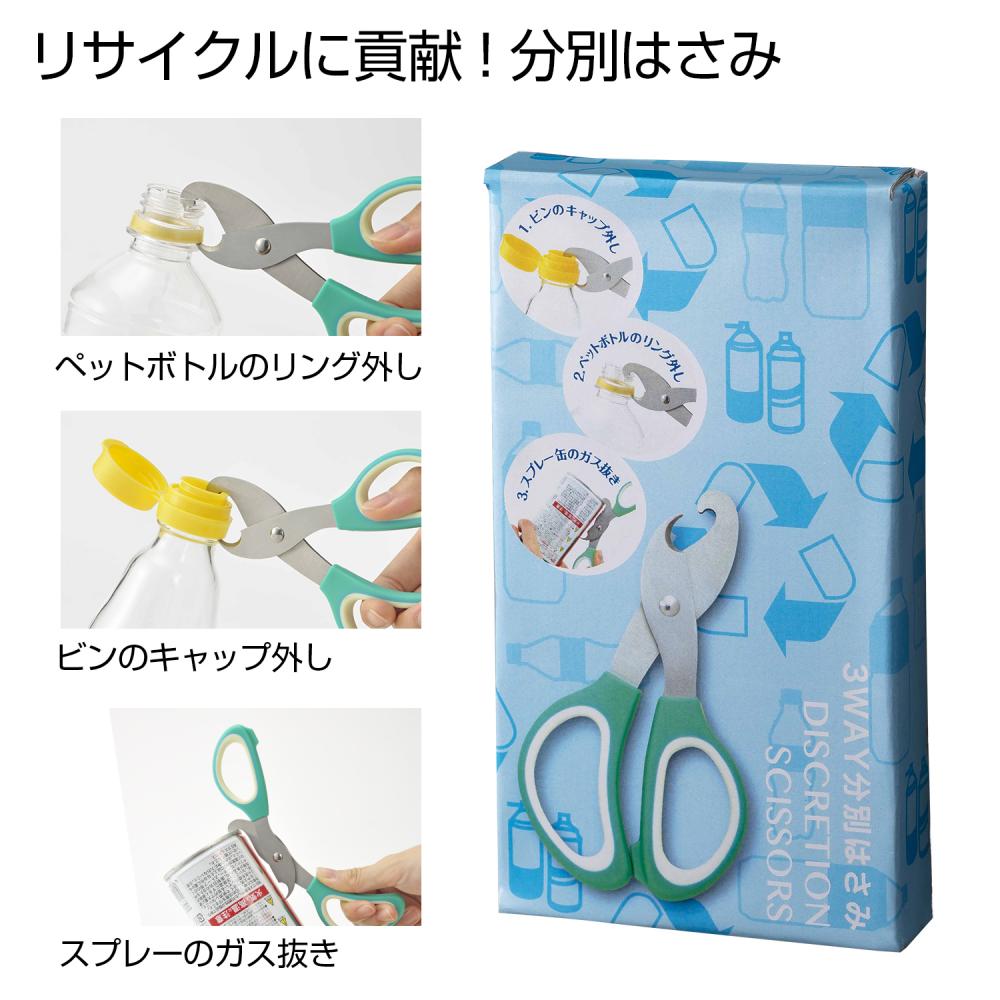 リサイクルに貢献！分別はさみ
ペットボトルのリング外し
ビンのキャップ外し
スプレーのガス抜き
1.ビンのキャップ外し
2.ペットボトルのリング外し
3.スプレー缶のガス抜き
3WAY分別はさみ
DISCRETION
SCISSORS